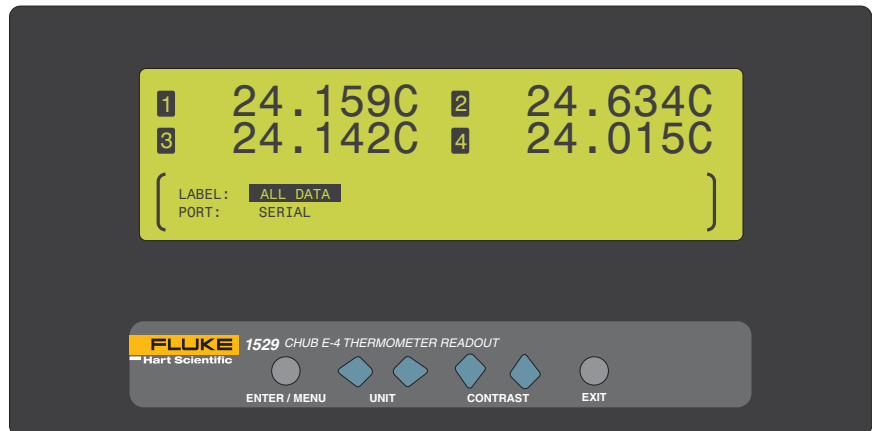 1 24.159C 2 24.634C
3 24.142C 4 24.015C
LABEL: ALL DATA
PORT: SERIAL
FLUKE
Hart Scientific
1529 CHUB E-4 THERMOMETER READOUT
ENTER / MENU UNIT CONTRAST EXIT